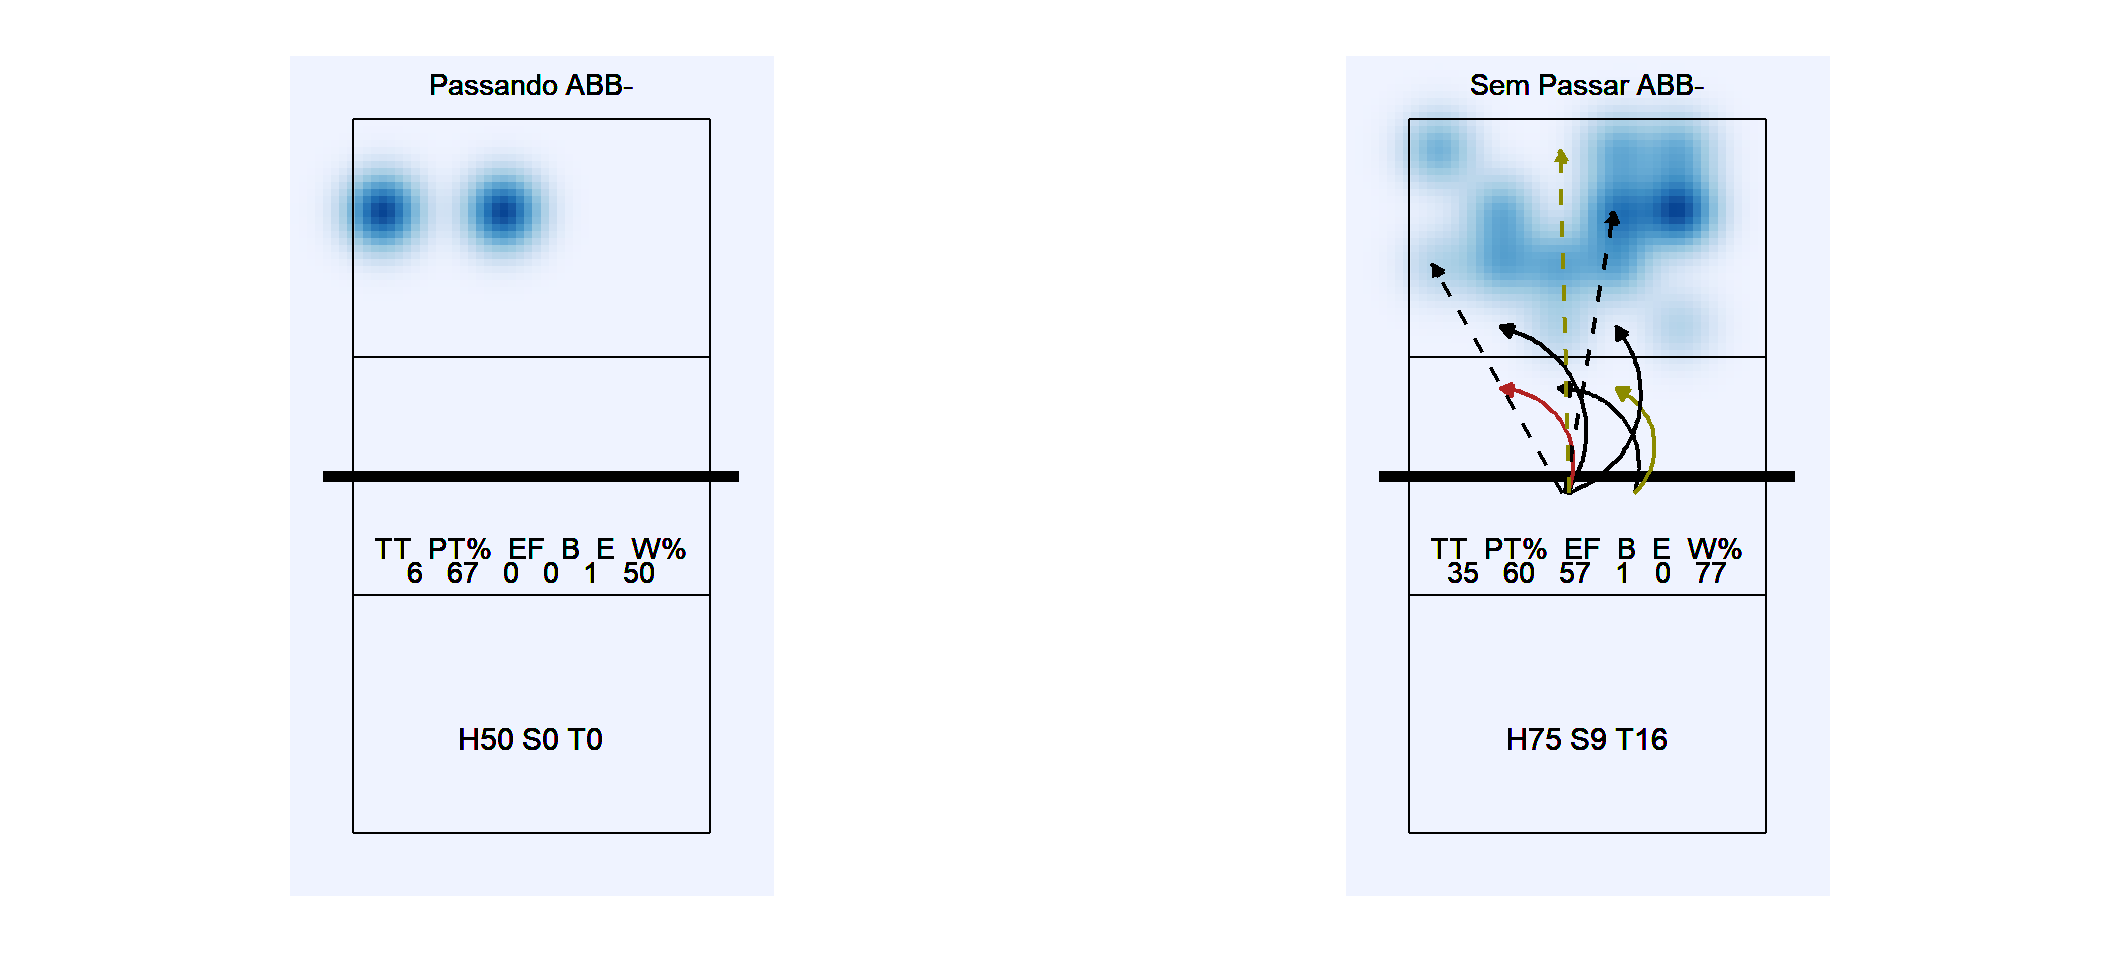 Passando ABB-
TT PT% EF B E W%
6 67 0 0 1 50
H50 S0 T0
Sem Passar ABB-
TT PT% EF B E W%
35 60 57 1 0 77
H75 S9 T16